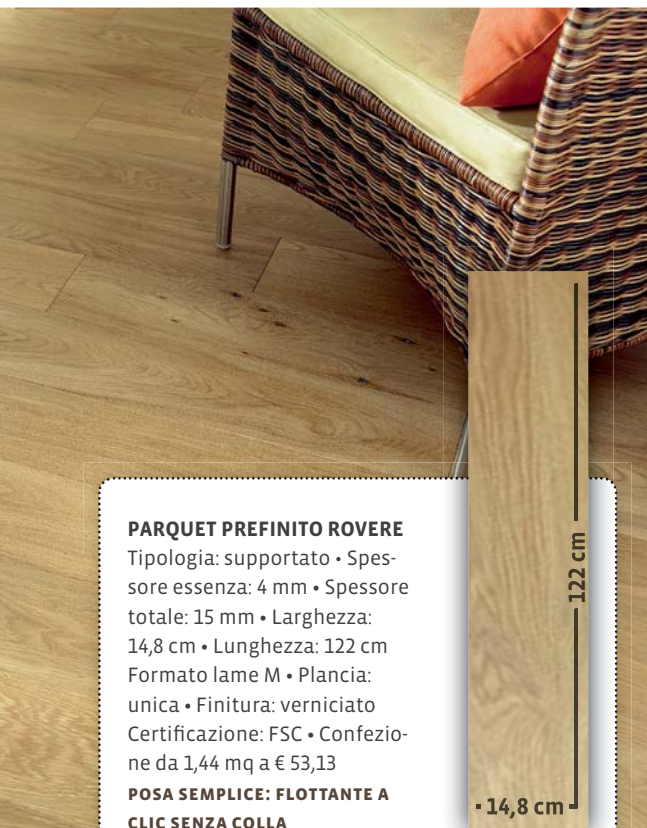 PARQUET PREFINITO ROVERE
Tipologia: supportato • Spes-
sore essenza: 4 mm • Spessore
totale: 15 mm • Larghezza:
14,8 cm • Lunghezza: 122 cm
Formato lame M • Plancia:
unica • Finitura: verniciato
Certificazione: FSC • Confezio-
ne da 1,44 mq a € 53,13
POSA SEMPLICE: FLOTTANTE A
CLIC SENZA COLLA
122 cm
14,8 cm